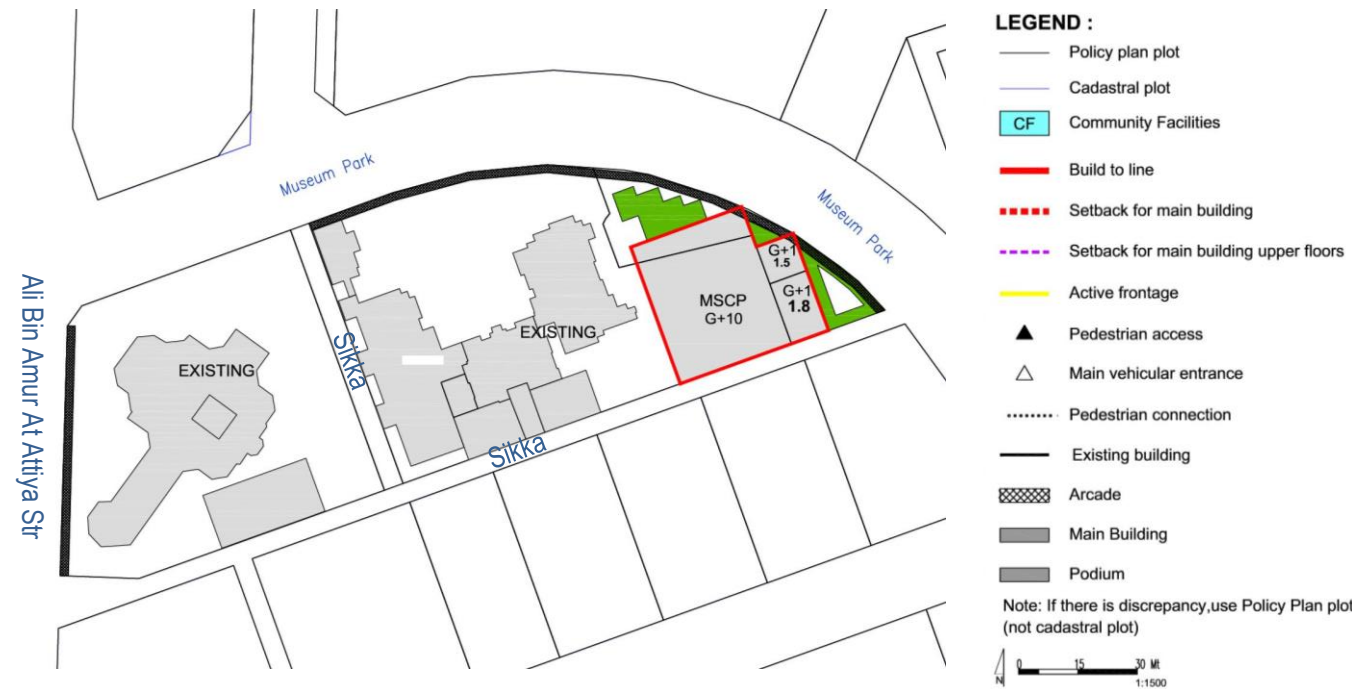 Museum Park
Museum Park
Ali Bin Amur At Attiya Str
EXISTING
Sikka
EXISTING
Sikka
MSCP
G+10
G+1
1.5
G+1
1.8
LEGEND :
Policy plan plot
Cadastral plot
CF Community Facilities
Build to line
Setback for main building
Setback for main building upper floors
Active frontage
Pedestrian access
Main vehicular entrance
Pedestrian connection
Existing building
Arcade
Main Building
Podium
Note: If there is discrepancy,use Policy Plan plot
(not cadastral plot)
N 0 15 30 Mt
1:1500